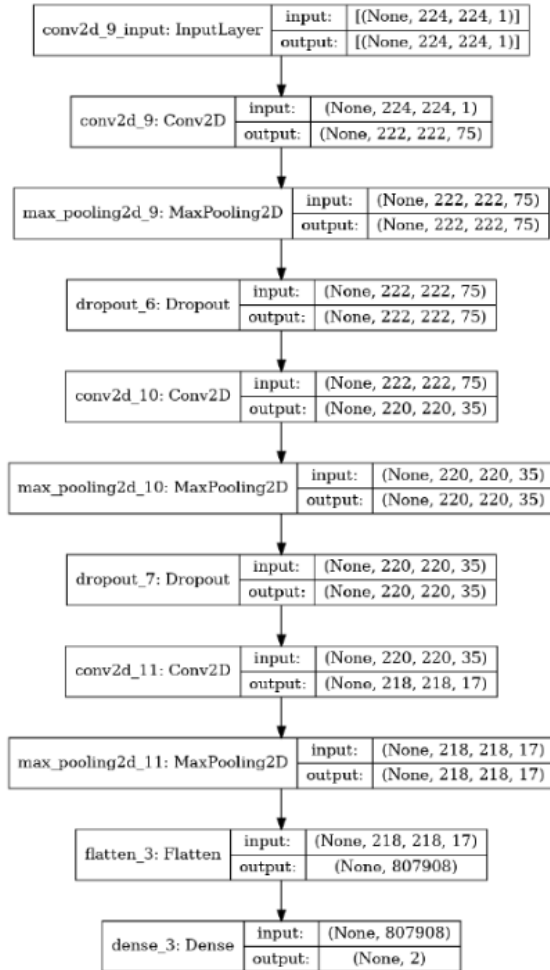 conv2d_9_input: InputLayer
input: [(None, 224, 224, 1)]
output: [(None, 224, 224, 1)]
conv2d_9: Conv2D
input: (None, 224, 224, 1)
output: (None, 222, 222, 75)
max_pooling2d_9: MaxPooling2D
input: (None, 222, 222, 75)
output: (None, 222, 222, 75)
dropout_6: Dropout
input: (None, 222, 222, 75)
output: (None, 222, 222, 75)
conv2d_10: Conv2D
input: (None, 222, 222, 75)
output: (None, 220, 220, 35)
max_pooling2d_10: MaxPooling2D
input: (None, 220, 220, 35)
output: (None, 220, 220, 35)
dropout_7: Dropout
input: (None, 220, 220, 35)
output: (None, 220, 220, 35)
conv2d_11: Conv2D
input: (None, 220, 220, 35)
output: (None, 218, 218, 17)
max_pooling2d_11: MaxPooling2D
input: (None, 218, 218, 17)
output: (None, 218, 218, 17)
flatten_3: Flatten
input: (None, 218, 218, 17)
output: (None, 807908)
dense_3: Dense
input: (None, 807908)
output: (None, 2)